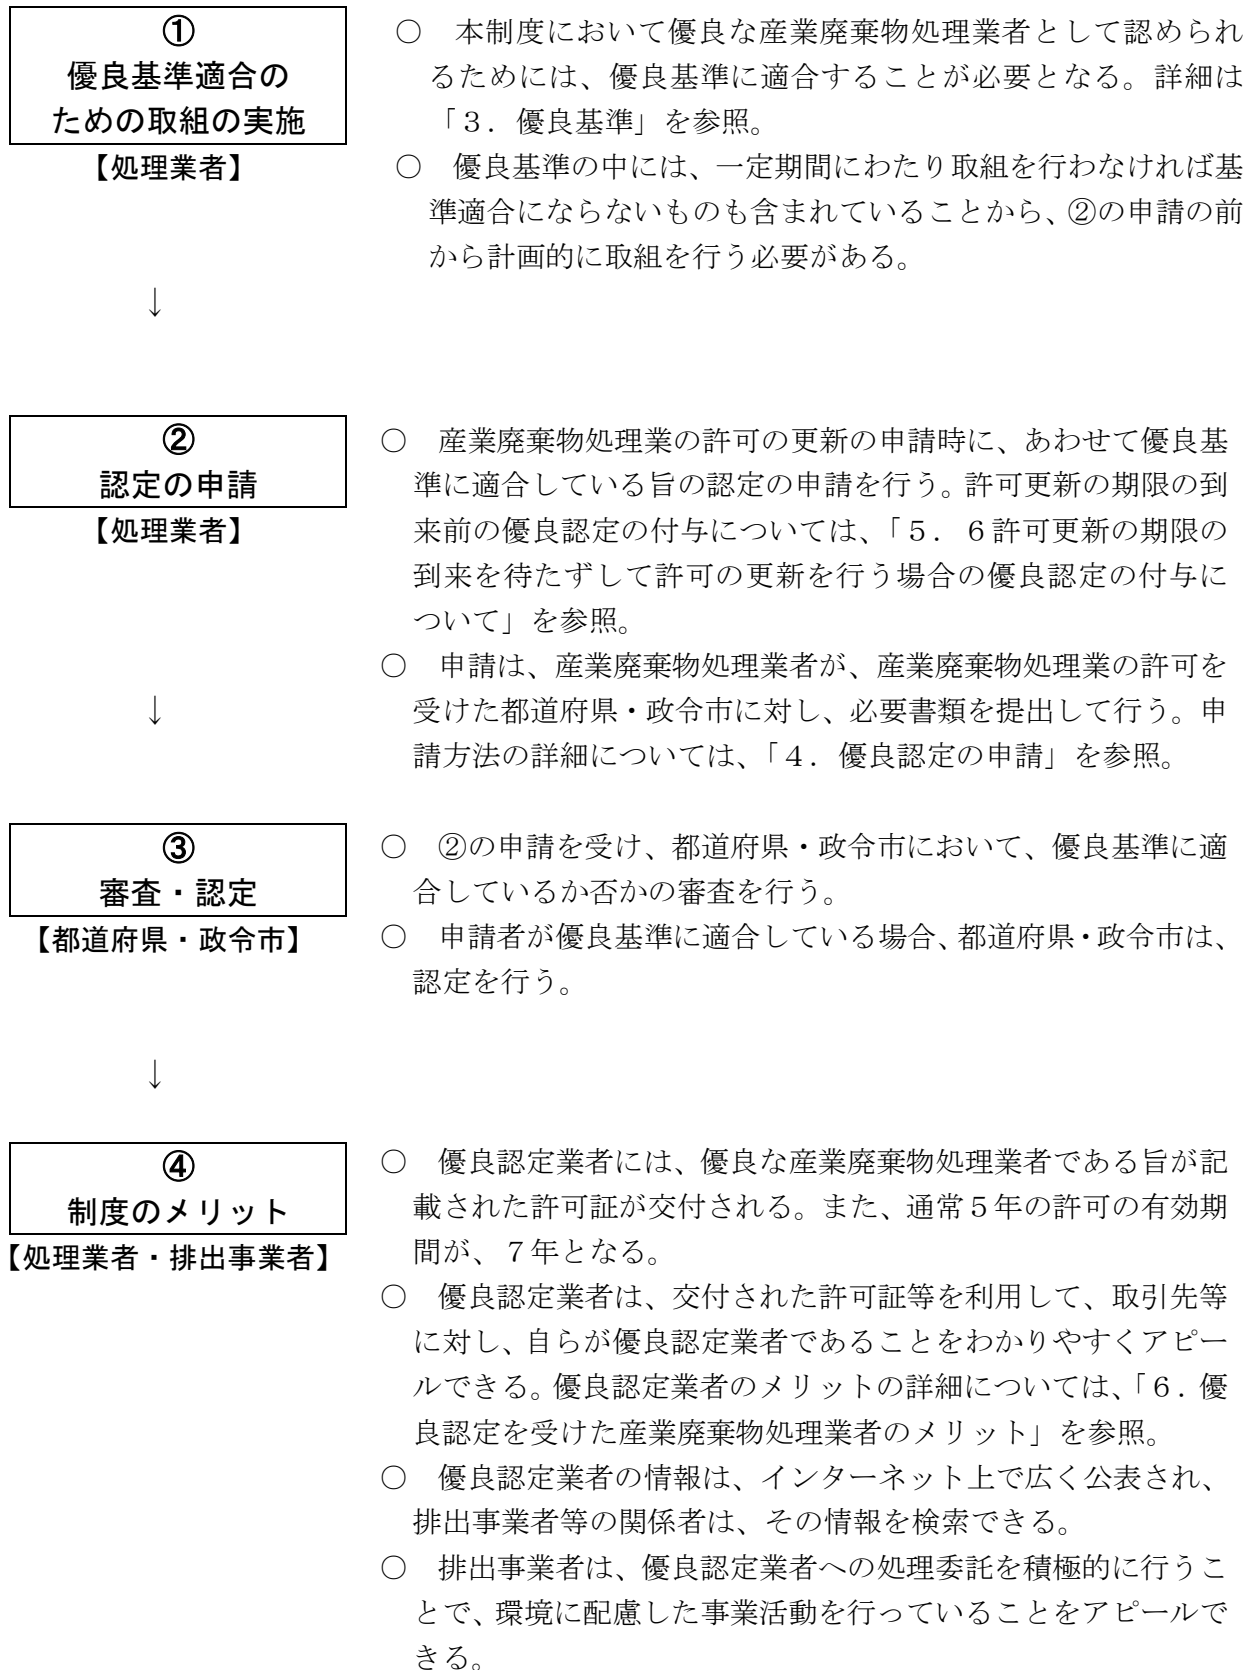 ①
優良基準適合の
ための取組の実施
【処理業者】
○　本制度において優良な産業廃棄物処理業者として認められ
るためには、優良基準に適合することが必要となる。詳細は
「３．優良基準」を参照。
○　優良基準の中には、一定期間にわたり取組を行わなければ基
準適合にならないものも含まれていることから、②の申請の前
から計画的に取組を行う必要がある。
↓
②
認定の申請
【処理業者】
○　産業廃棄物処理業の許可の更新の申請時に、あわせて優良基
準に適合している旨の認定の申請を行う。許可更新の期限の到
来前の優良認定の付与については、「５．６許可更新の期限の
到来を待たずして許可の更新を行う場合の優良認定の付与に
ついて」を参照。
○　申請は、産業廃棄物処理業者が、産業廃棄物処理業の許可を
受けた都道府県・政令市に対し、必要書類を提出して行う。申
請方法の詳細については、「４．優良認定の申請」を参照。
↓
③
審査・認定
【都道府県・政令市】
○　②の申請を受け、都道府県・政令市において、優良基準に適
合しているか否かの審査を行う。
○　申請者が優良基準に適合している場合、都道府県・政令市は、
認定を行う。
↓
④
制度のメリット
【処理業者・排出事業者】
○　優良認定業者には、優良な産業廃棄物処理業者である旨が記
載された許可証が交付される。また、通常５年の許可の有効期
間が、７年となる。
○　優良認定業者は、交付された許可証等を利用して、取引先等
に対し、自らが優良認定業者であることをわかりやすくアピー
ルできる。優良認定業者のメリットの詳細については、「６．優
良認定を受けた産業廃棄物処理業者のメリット」を参照。
○　優良認定業者の情報は、インターネット上で広く公表され、
排出事業者等の関係者は、その情報を検索できる。
○　排出事業者は、優良認定業者への処理委託を積極的に行うこ
とで、環境に配慮した事業活動を行っていることをアピールで
きる。